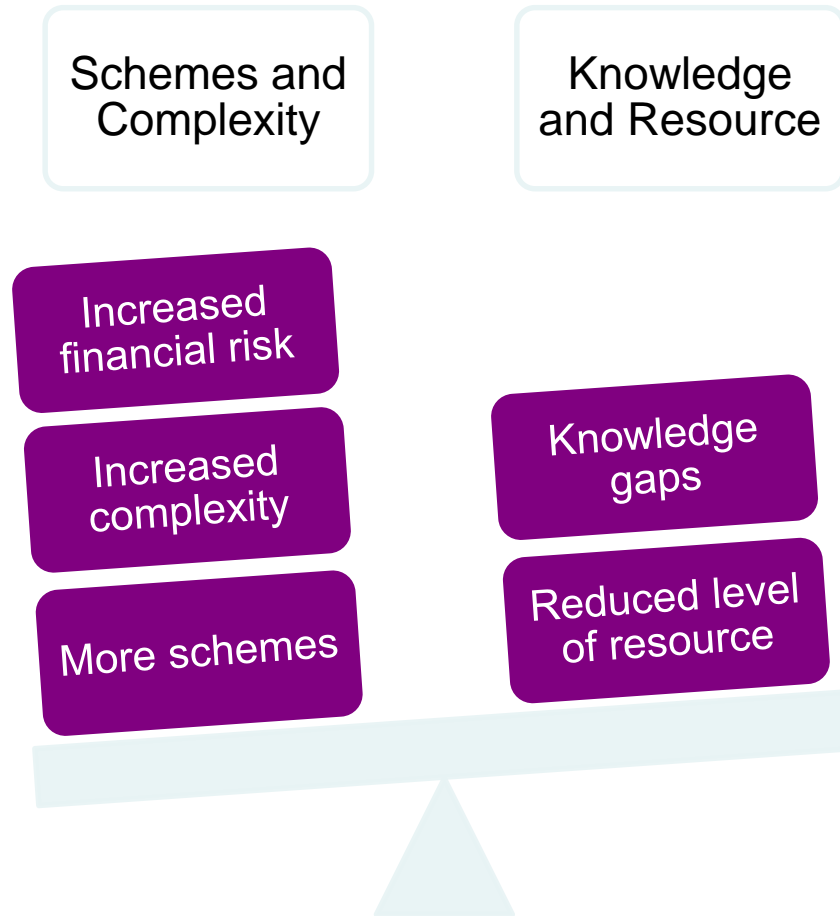 Schemes and
Complexity
Knowledge
and Resource
Increased
financial risk
Increased
complexity
More schemes
Knowledge
gaps
Reduced level
of resource